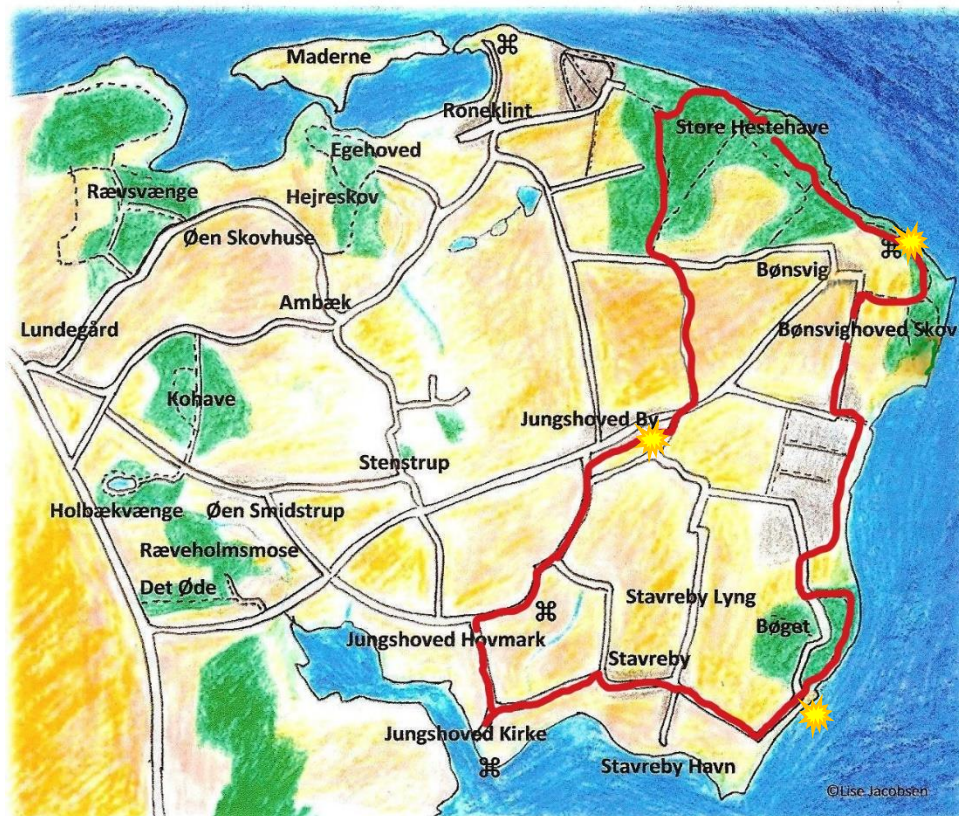 Maderne
Roneklint
Store Hestehave
Egehoved
Rævsvænge
Hejreskov
Øen Skovhuse
Bønsvig
Ambæk
Lundegård
Bønsvighoved Skov
Kohave
Jungshoved By
Stenstrup
Holbækvænge
Øen Smidstrup
Ræveholmsmose
Det Øde
Stavreby Lyng
Bøget
Jungshoved Hovmark
Stavreby
Jungshoved Kirke
Stavreby Havn
©Lise Jacobsen